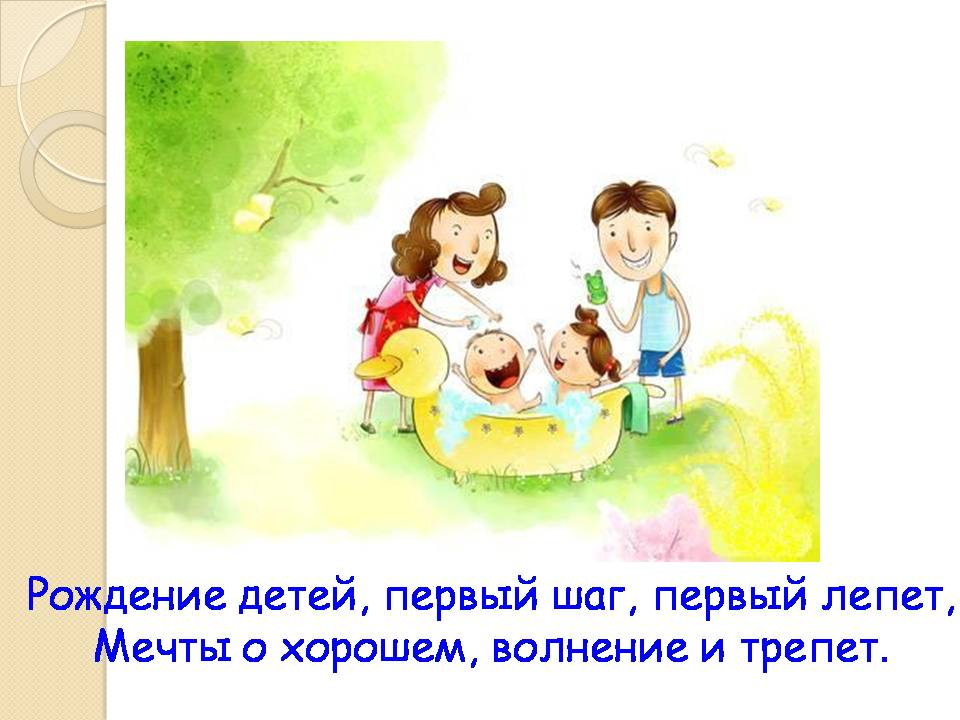 Рождение детей, первый шаг, первый лепет,
Мечты о хорошем, волнение и трепет.